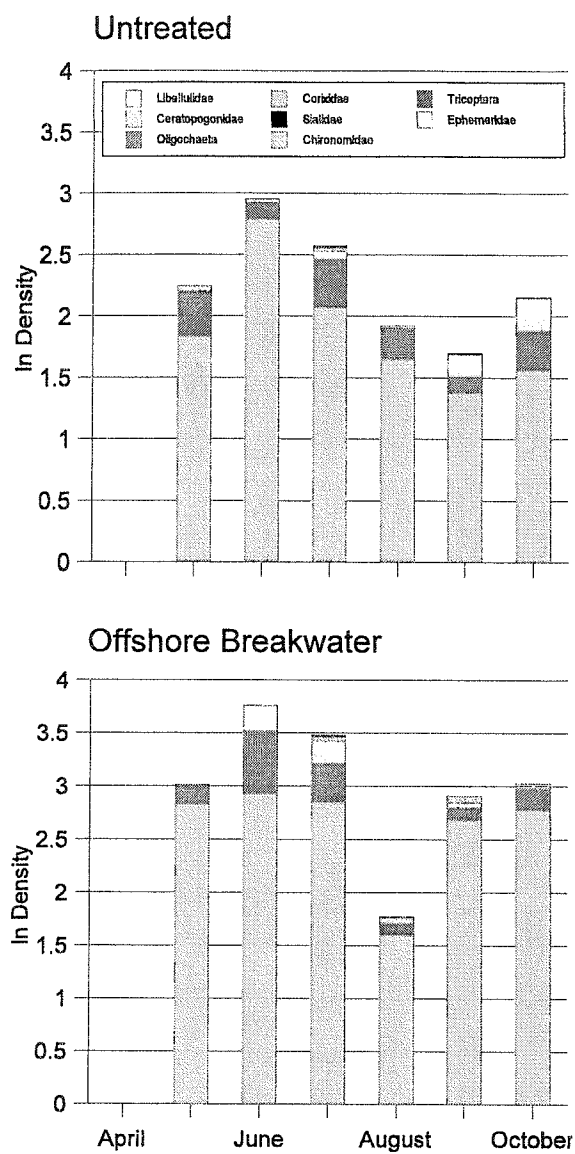 Untreated
4
Libellulidae Corixidae Tricoptera
Ceratopogonidae Sialidae Ephemeridae
Oligochaeta Chironomidae
3.5
3
2.5
2
1.5
1
0.5
0
ln Density
Offshore Breakwater
4
3.5
3
2.5
2
1.5
1
0.5
0
ln Density
April June August October